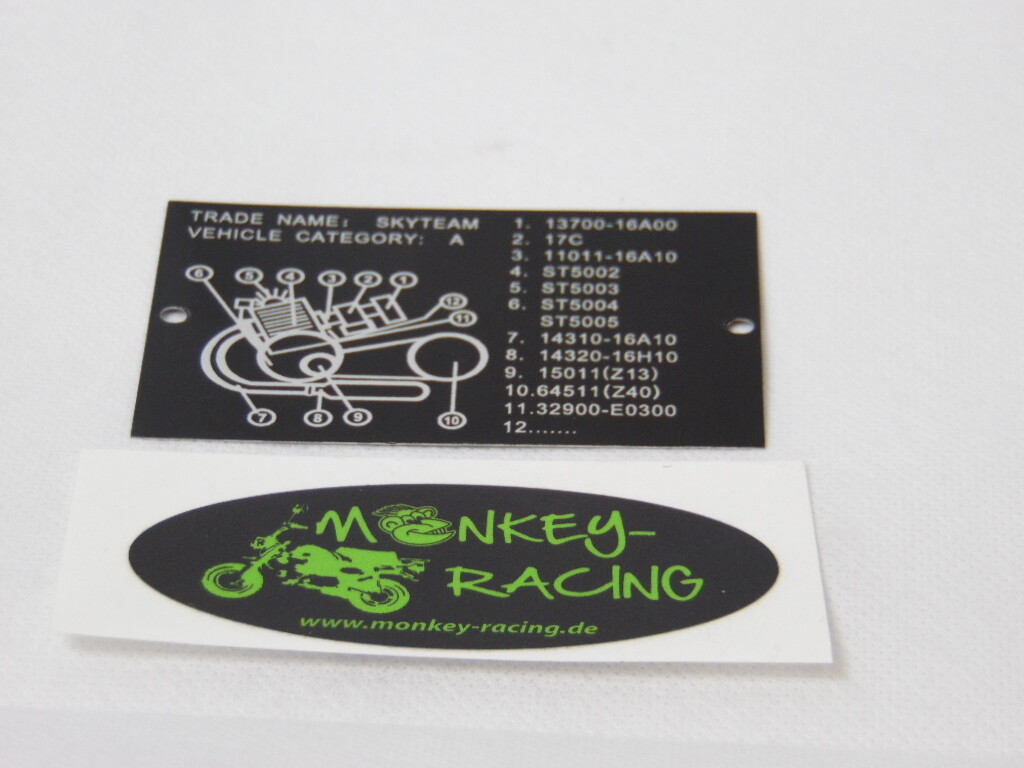 TRADE NAME: SKYTEAM
VEHICLE CATEGORY: A
6 5 4 3 2 1
12
11
7 8 9 10
1. 13700-16A00
2. 17C
3. 11011-16A10
4. ST5002
5. ST5003
6. ST5004
ST5005
7. 14310-16A10
8. 14320-16H10
9. 15011(Z13)
10.64511(Z40)
11.32900-E0300
12.......
MONKEY-
RACING
www.monkey-racing.de